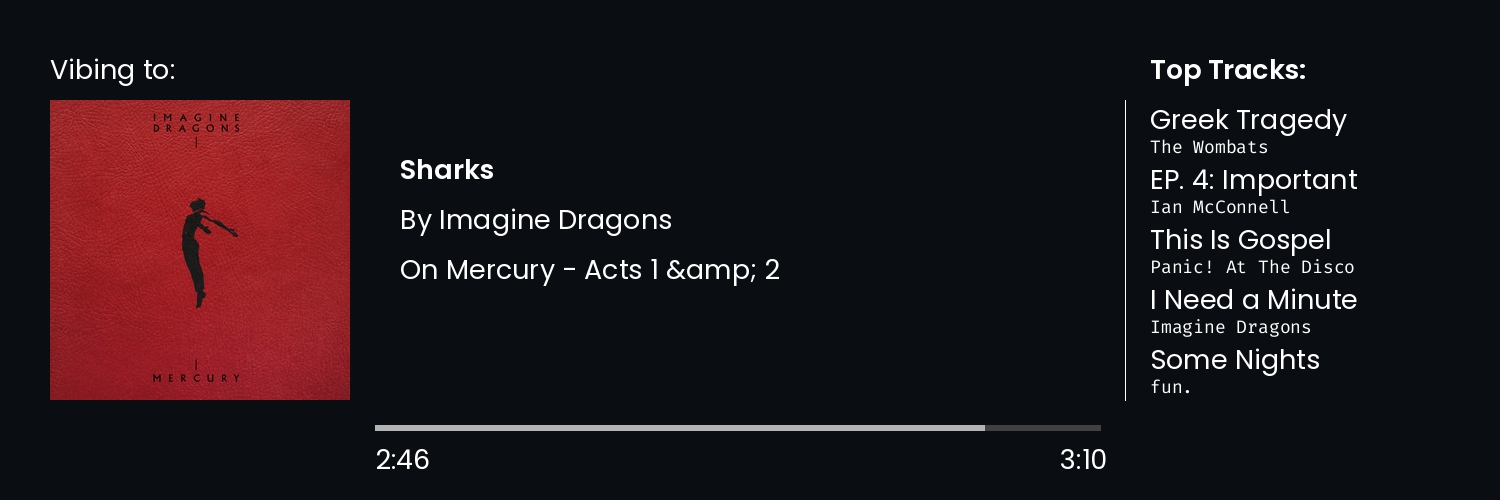 Vibing to:
IMAGINE
DRAGONS
MERCURY
Sharks
By Imagine Dragons
On Mercury - Acts 1 &amp; 2
2:46
3:10
Top Tracks:
Greek Tragedy
The Wombats
EP. 4: Important
Ian McConnell
This Is Gospel
Panic! At The Disco
I Need a Minute
Imagine Dragons
Some Nights
fun.